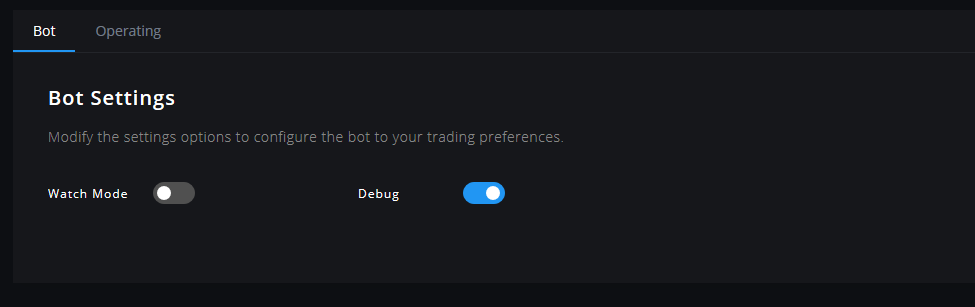 Bot Operating
Bot Settings
Modify the settings options to configure the bot to your trading preferences.
Watch Mode Debug